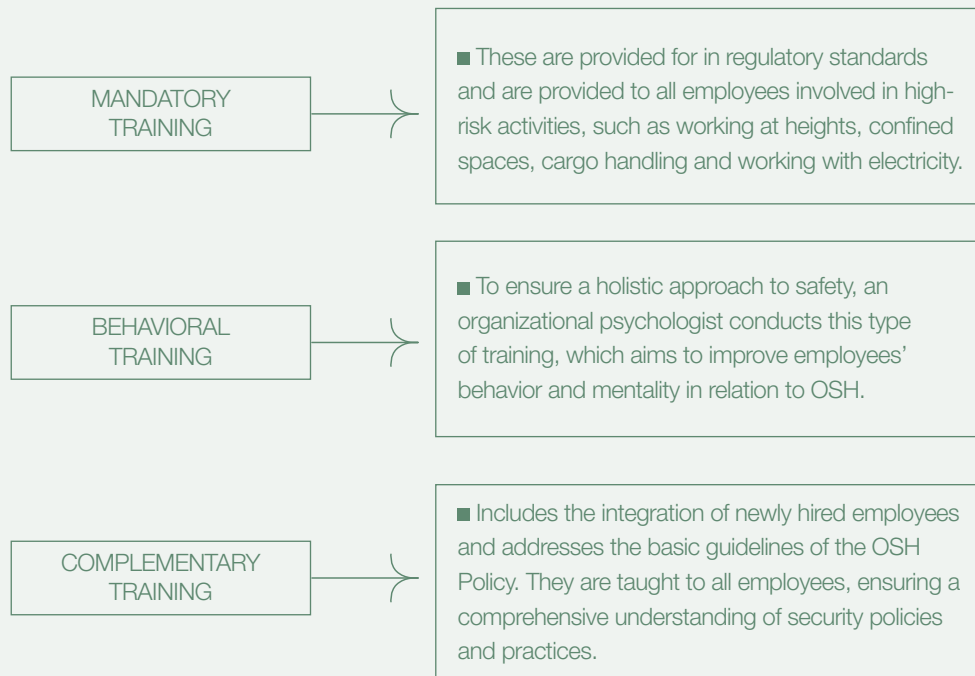 MANDATORY
TRAINING
■ These are provided for in regulatory standards
and are provided to all employees involved in high-
risk activities, such as working at heights, confined
spaces, cargo handling and working with electricity.
BEHAVIORAL
TRAINING
■ To ensure a holistic approach to safety, an
organizational psychologist conducts this type
of training, which aims to improve employees’
behavior and mentality in relation to OSH.
COMPLEMENTARY
TRAINING
■ Includes the integration of newly hired employees
and addresses the basic guidelines of the OSH
Policy. They are taught to all employees, ensuring a
comprehensive understanding of security policies
and practices.